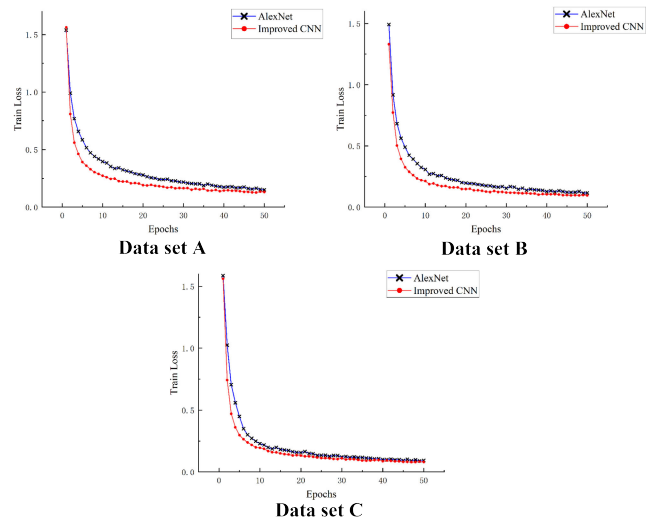 AlexNet
Improved CNN
1.5
1.0
0.5
0.0
Train Loss
0 10 20 30 40 50
Epochs
Data set A
AlexNet
Improved CNN
1.5
1.0
0.5
0.0
Train Loss
0 10 20 30 40 50
Epochs
Data set B
AlexNet
Improved CNN
1.5
1.0
0.5
0.0
Train Loss
0 10 20 30 40 50
Epochs
Data set C